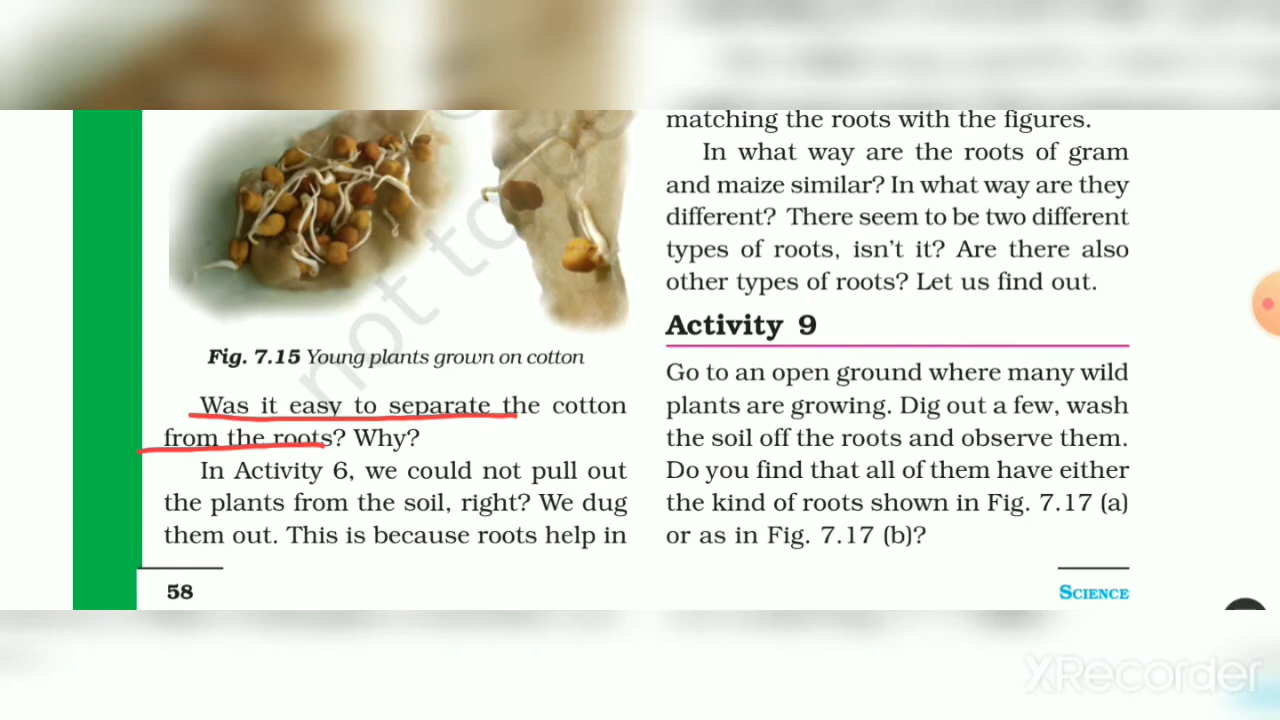 Fig. 7.15 Young plants grown on cotton
Was it easy to separate the cotton
from the roots? Why?
In Activity 6, we could not pull out
the plants from the soil, right? We dug
them out. This is because roots help in
58
matching the roots with the figures.
In what way are the roots of gram
and maize similar? In what way are they
different? There seem to be two different
types of roots, isn't it? Are there also
other types of roots? Let us find out.
Activity 9
Go to an open ground where many wild
plants are growing. Dig out a few, wash
the soil off the roots and observe them.
Do you find that all of them have either
the kind of roots shown in Fig. 7.17 (a)
or as in Fig. 7.17 (b)?
SCIENCE
not to
XRecorder